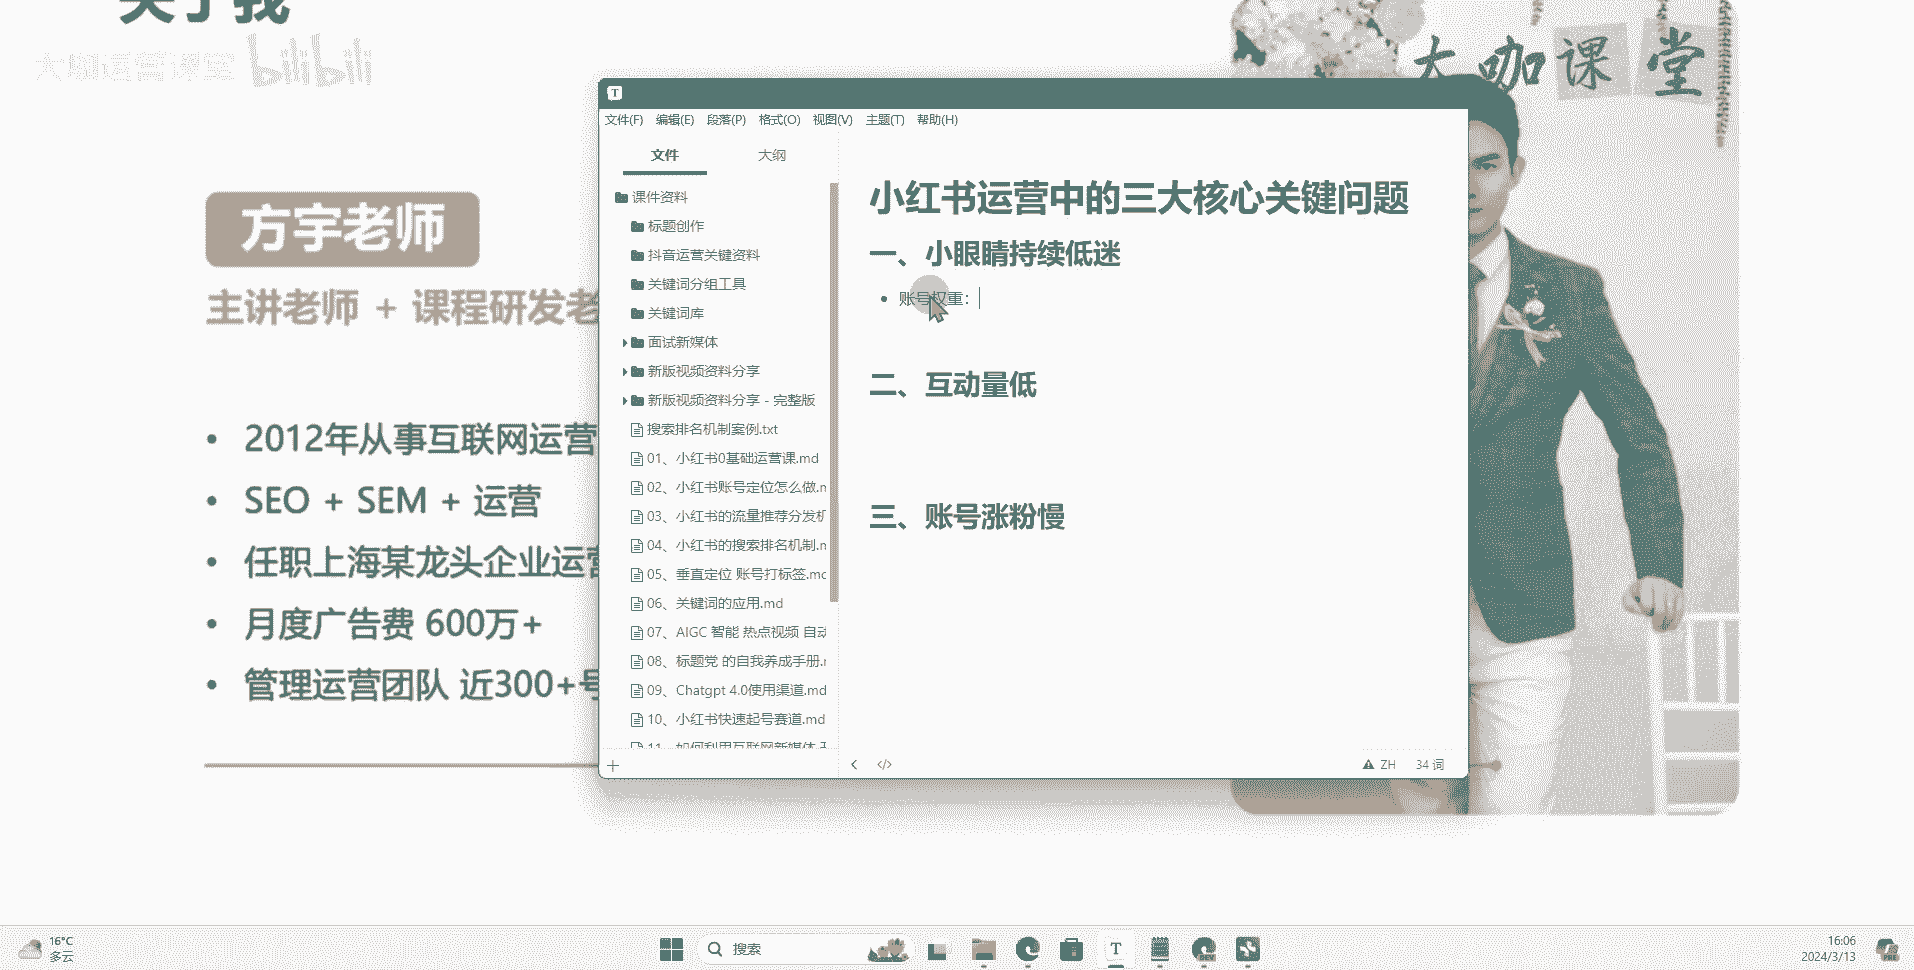 关于我
大咖运营课堂 bilibili
大咖课堂
方宇老师
主讲老师 + 课程研发老
2012年从事互联网运营
SEO + SEM + 运营
任职上海某龙头企业运营
月度广告费 600万+
管理运营团队 近300+号
T
文件(F) 编辑(E) 段落(P) 格式(O) 视图(V) 主题(T) 帮助(H)
文件 大纲
课件资料
标题创作
抖音运营关键资料
关键词分组工具
关键词库
面试新媒体
新版视频资料分享
新版视频资料分享 - 完整版
搜索排名机制案例.txt
01、小红书0基础运营课.md
02、小红书账号定位怎么做.m
03、小红书的流量推荐分发机
04、小红书的搜索排名机制.m
05、垂直定位 账号打标签.md
06、关键词的应用.md
07、AIGC 智能 热点视频 自动
08、标题党 的自我养成手册.m
09、Chatgpt 4.0使用渠道.md
10、小红书快速起号赛道.md
11、如何利用互联网新媒体
小红书运营中的三大核心关键问题
一、小眼睛持续低迷
账号权重：
二、互动量低
三、账号涨粉慢
ZH 34 词
16°C
多云
搜索
T
DEV
16:06
2024/3/13
PRE